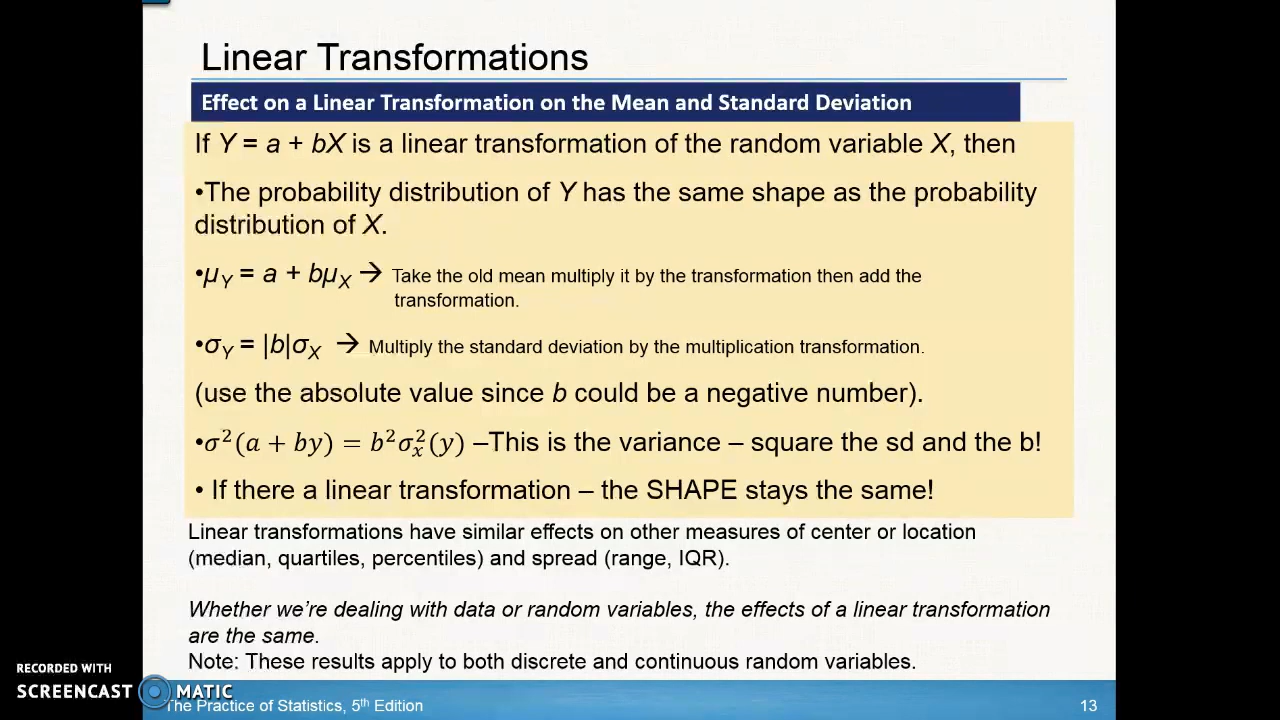 Linear Transformations
Effect on a Linear Transformation on the Mean and Standard Deviation
If Y = a + bX is a linear transformation of the random variable X, then
•The probability distribution of Y has the same shape as the probability
distribution of X.
•μY = a + bμX → Take the old mean multiply it by the transformation then add the
transformation.
•σY = |b|σX → Multiply the standard deviation by the multiplication transformation.
(use the absolute value since b could be a negative number).
•σ²(a + by) = b²σ²ₓ(y) –This is the variance – square the sd and the b!
• If there a linear transformation – the SHAPE stays the same!
Linear transformations have similar effects on other measures of center or location
(median, quartiles, percentiles) and spread (range, IQR).
Whether we're dealing with data or random variables, the effects of a linear transformation
are the same.
Note: These results apply to both discrete and continuous random variables.
RECORDED WITH
SCREENCAST MATIC
The Practice of Statistics, 5th Edition
13